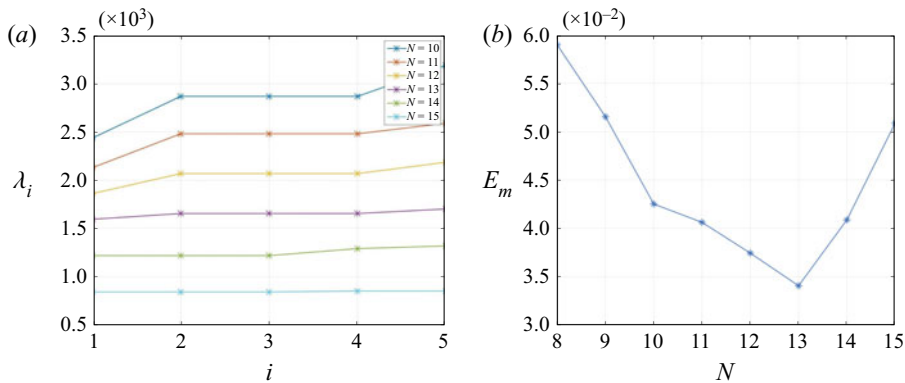 (a)
(×10³)
3.5
3.0
2.5
2.0
1.5
1.0
0.5
λᵢ
1 2 3 4 5
i
N = 10
N = 11
N = 12
N = 13
N = 14
N = 15
(b)
(×10⁻²)
6.0
5.5
5.0
4.5
4.0
3.5
3.0
Eₘ
8 9 10 11 12 13 14 15
N